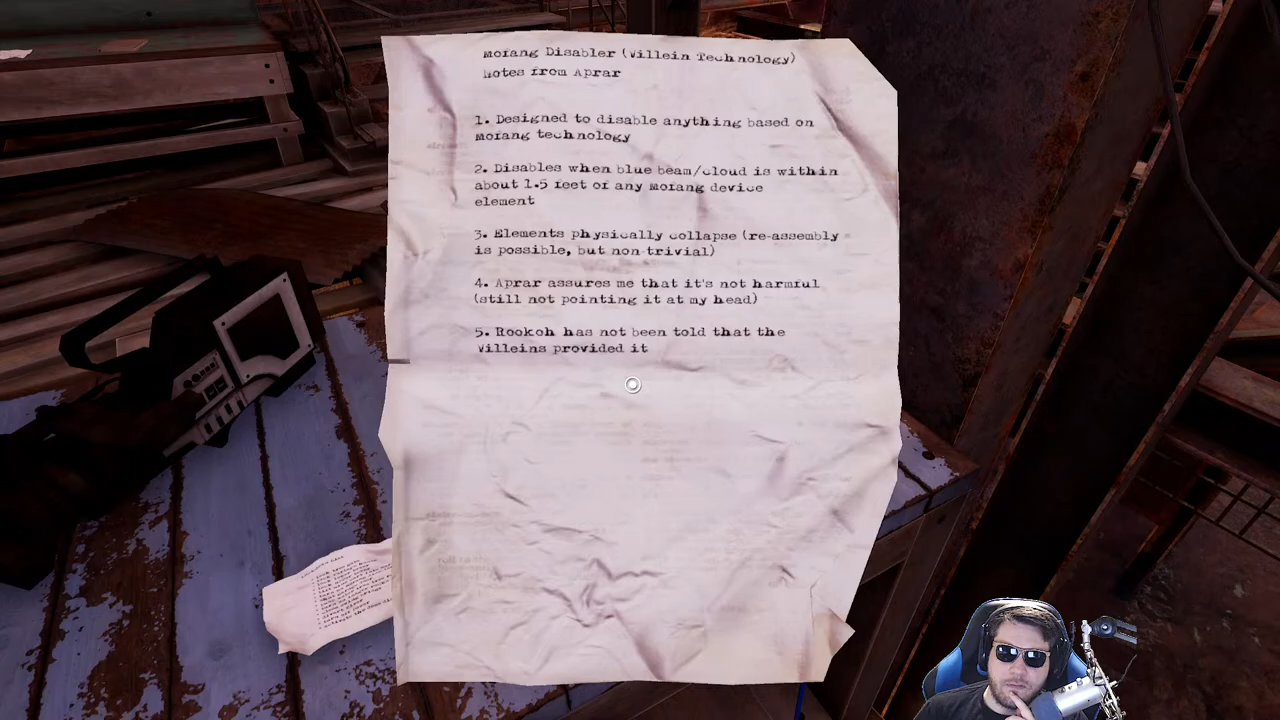 Mofang Disabler (Villein Technology)
Notes from Aprar
1. Designed to disable anything based on
mofang technology
2. Disables when blue beam/cloud is within
about 1.5 feet of any mofang device
element
3. Elements physically collapse (re-assembly
is possible, but non-trivial)
4. Aprar assures me that it's not harmful
(still not pointing it at my head)
5. Rookoh has not been told that the
Villeins provided it